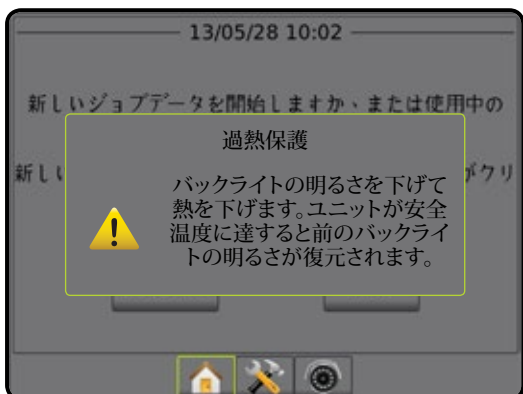 13/05/28 10:02
新しいジョブデータを開始しますか、または使用中の
過熱保護
新しい
がクリ
バックライトの明るさを下げて
熱を下げます。ユニットが安全
温度に達すると前のバックライ
トの明るさが復元されます。